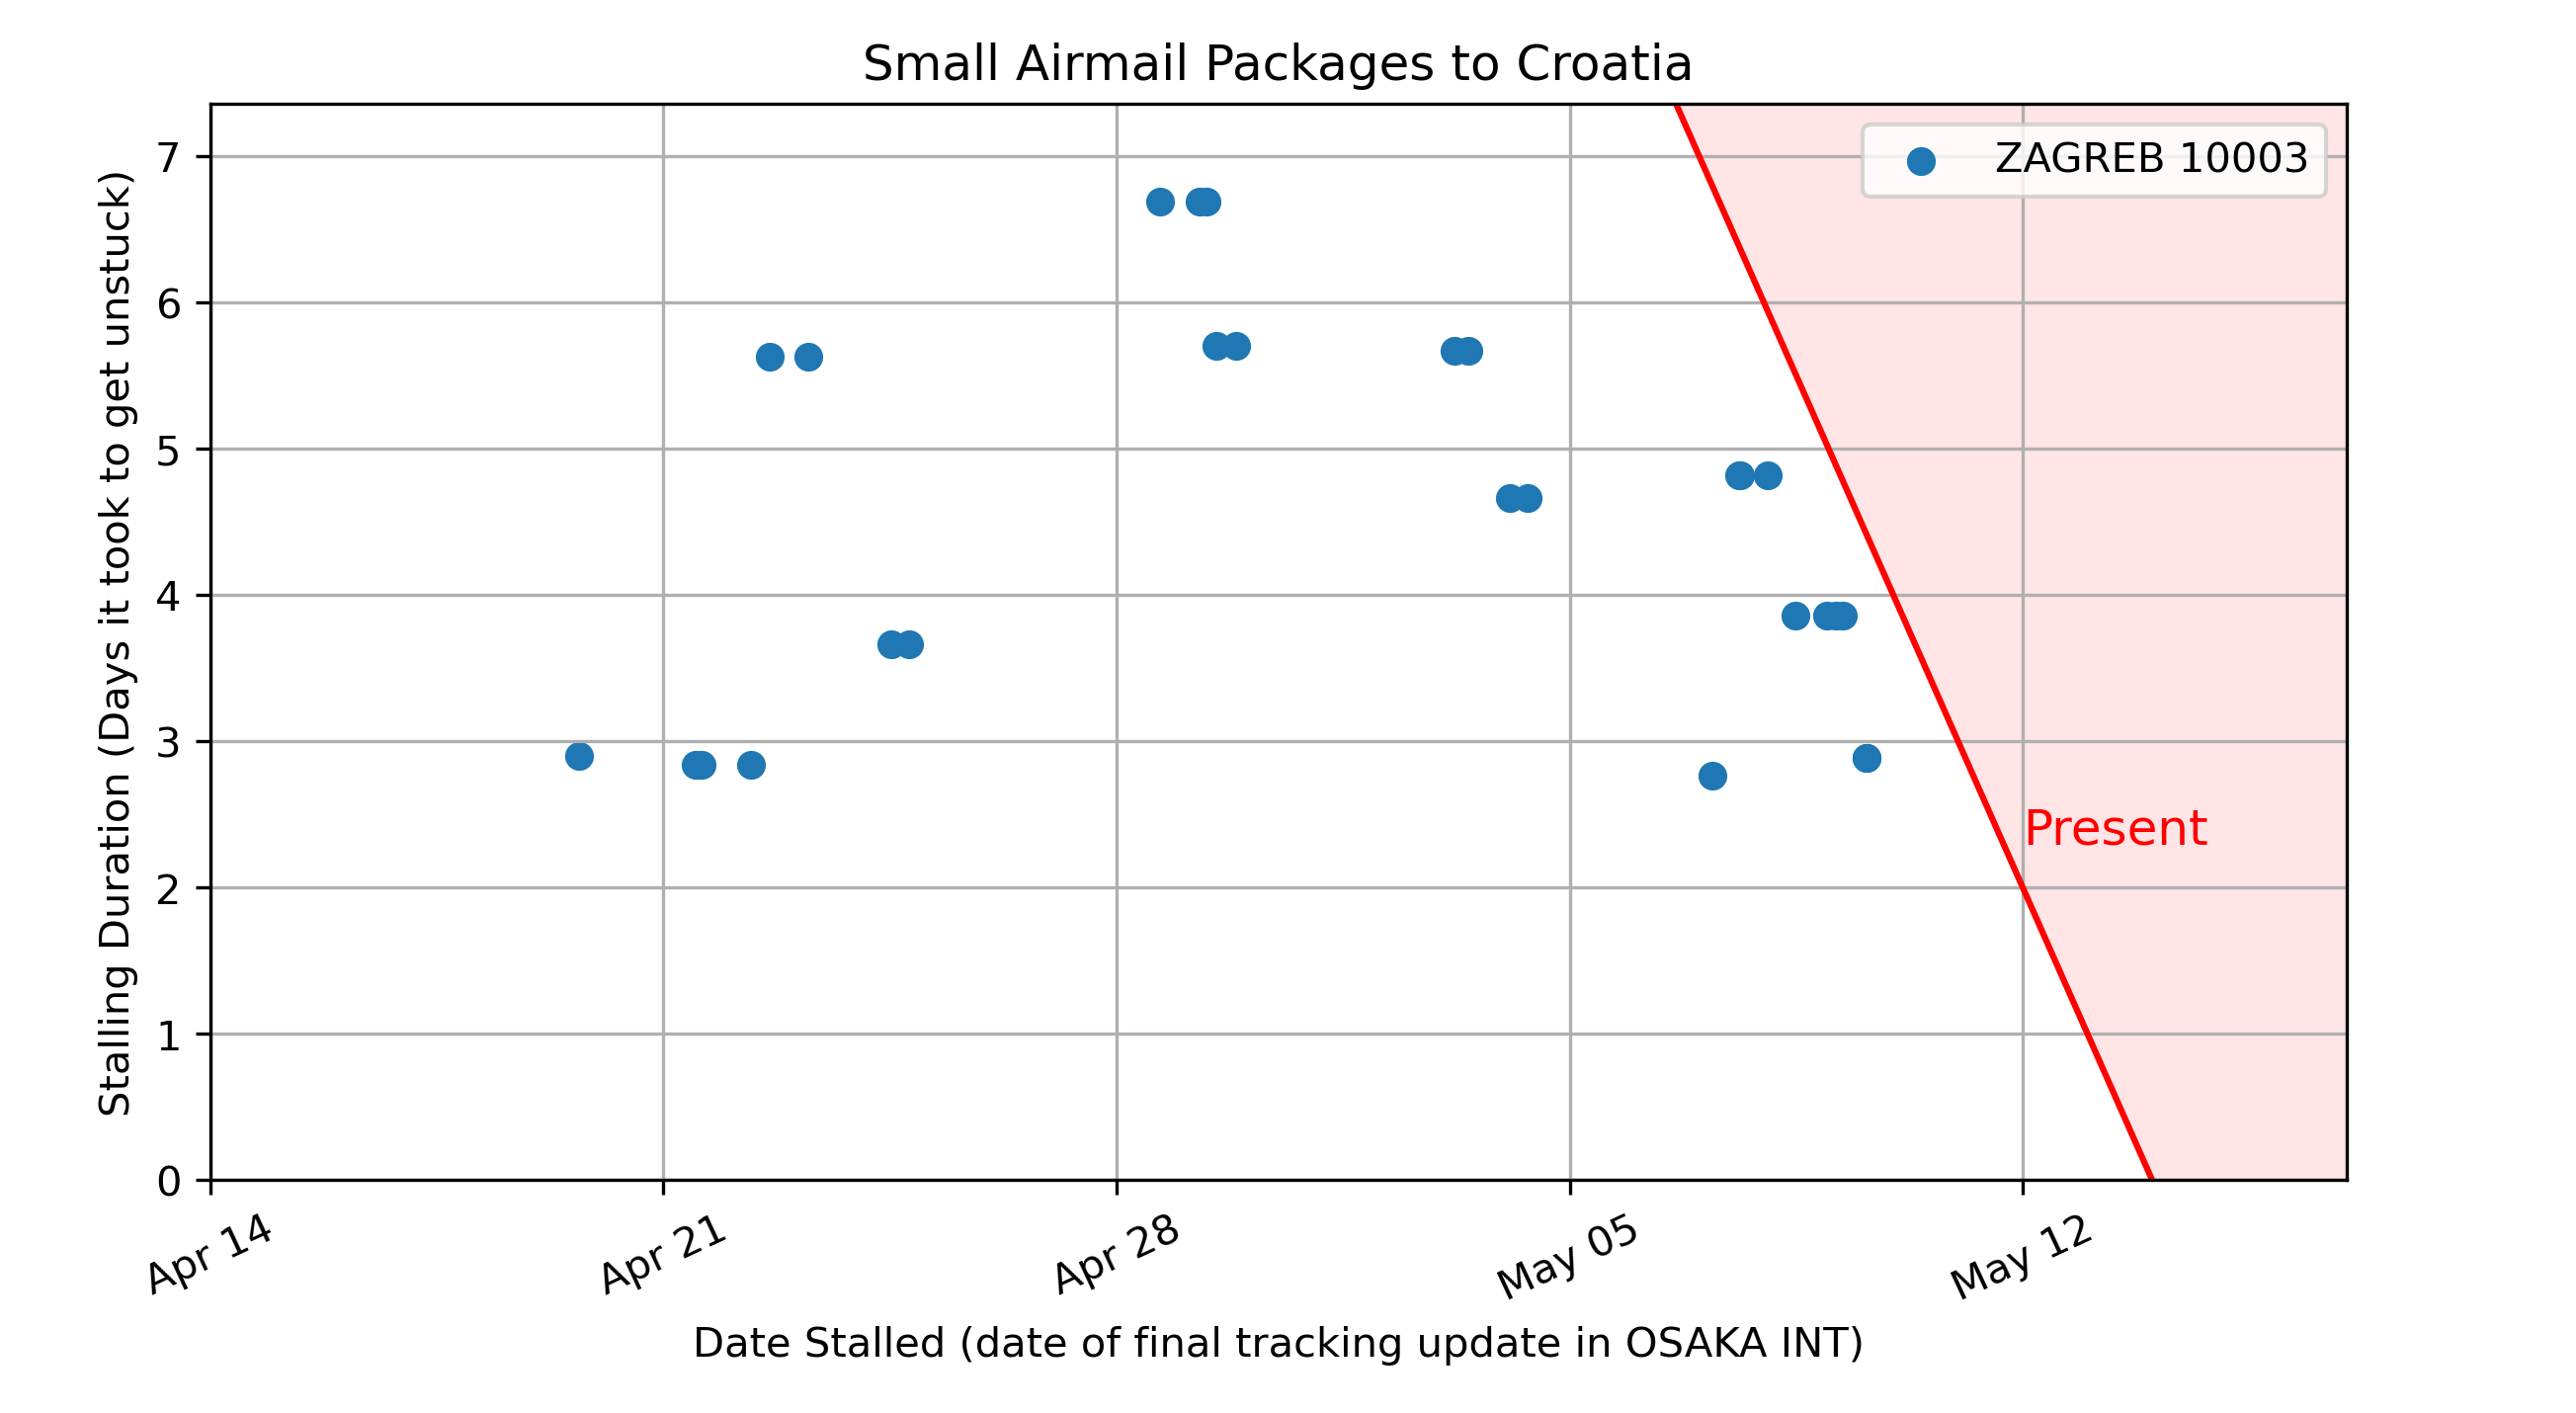 Small Airmail Packages to Croatia
ZAGREB 10003
Stalling Duration (Days it took to get unstuck)
7
6
5
4
3
2
1
0
Present
Apr 14
Apr 21
Apr 28
May 05
May 12
Date Stalled (date of final tracking update in OSAKA INT)